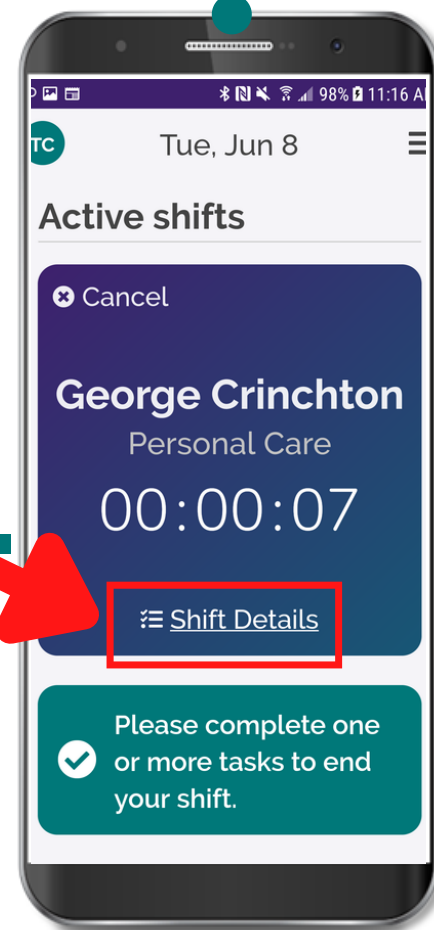 98% 11:16 A
TC
Tue, Jun 8
Active shifts
Cancel
George Crinchton
Personal Care
00:00:07
Shift Details
Please complete one
or more tasks to end
your shift.